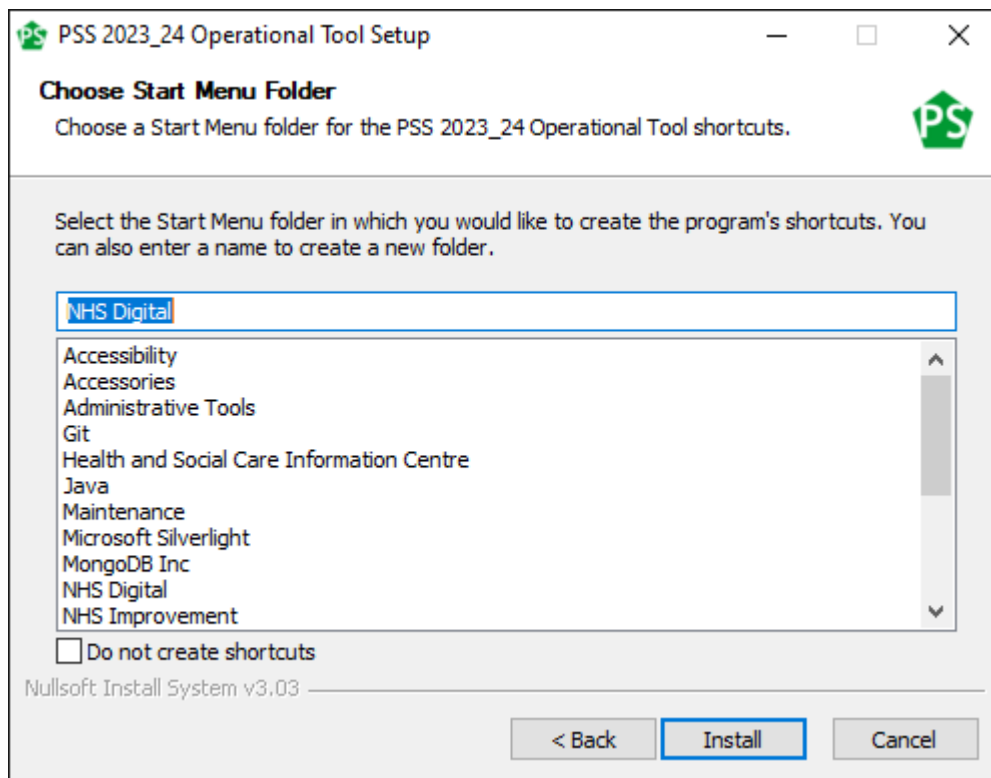 PS PSS 2023_24 Operational Tool Setup
Choose Start Menu Folder
Choose a Start Menu folder for the PSS 2023_24 Operational Tool shortcuts.
PS
Select the Start Menu folder in which you would like to create the program's shortcuts. You
can also enter a name to create a new folder.
NHS Digital
Accessibility
Accessories
Administrative Tools
Git
Health and Social Care Information Centre
Java
Maintenance
Microsoft Silverlight
MongoDB Inc
NHS Digital
NHS Improvement
Do not create shortcuts
Nullsoft Install System v3.03
< Back Install Cancel